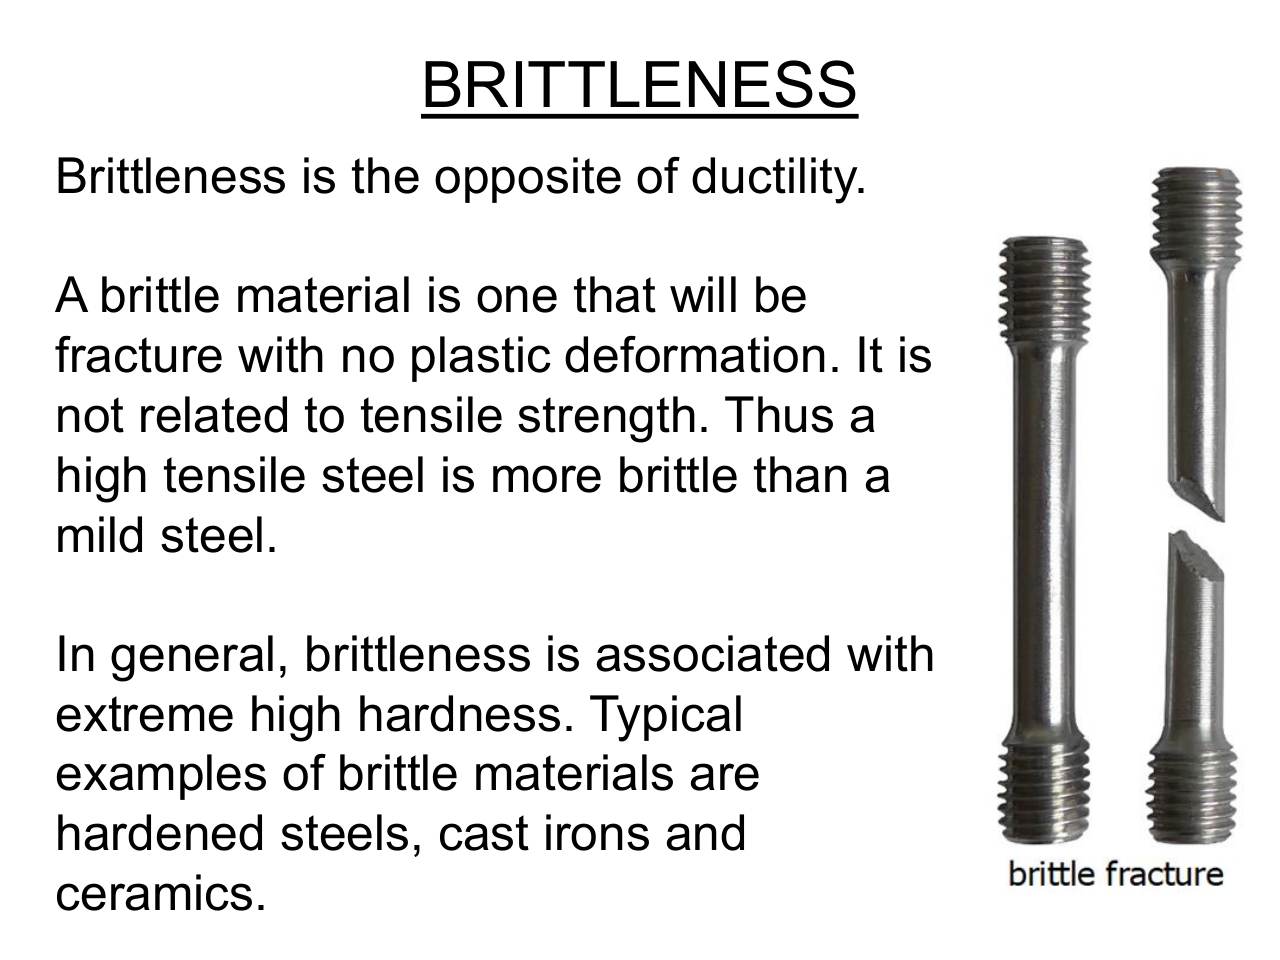 BRITTLENESS
Brittleness is the opposite of ductility.
A brittle material is one that will be
fracture with no plastic deformation. It is
not related to tensile strength. Thus a
high tensile steel is more brittle than a
mild steel.
In general, brittleness is associated with
extreme high hardness. Typical
examples of brittle materials are
hardened steels, cast irons and
ceramics.
brittle fracture